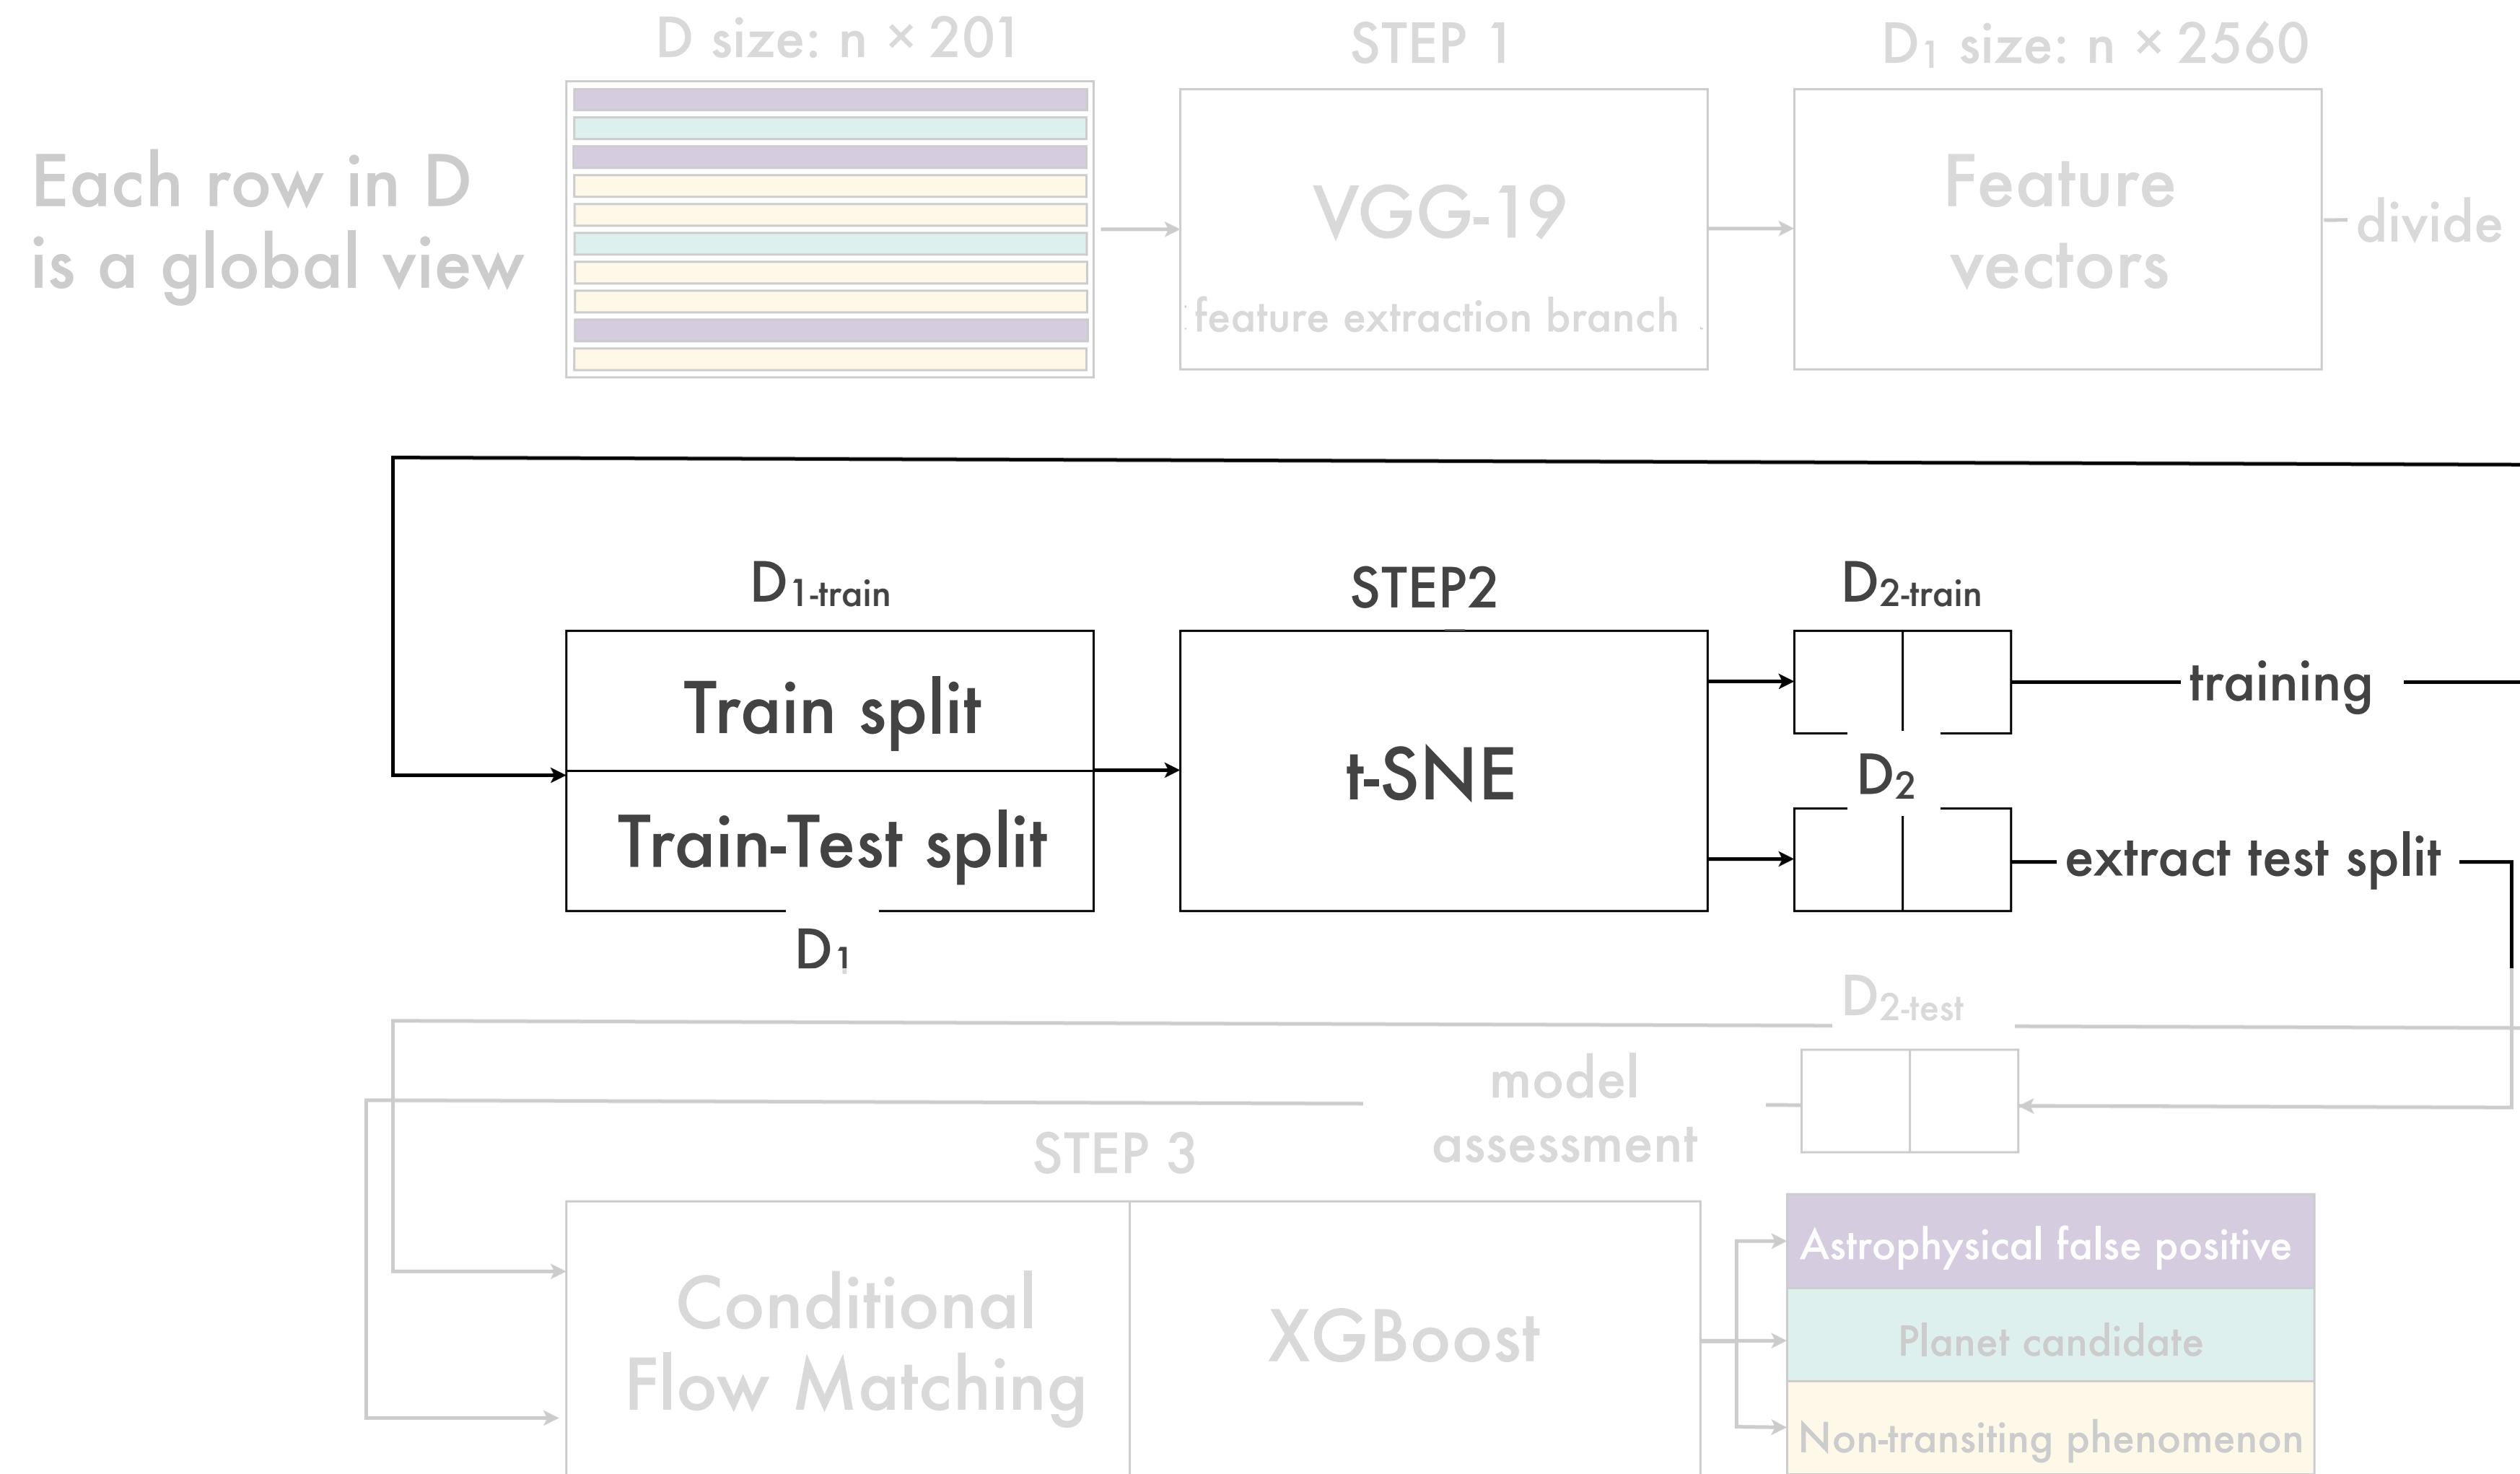 D size: n × 201
STEP 1
D₁ size: n × 2560
Each row in D
is a global view
VGG-19
feature extraction branch
Feature
vectors
divide
D₁₋train
STEP2
D₂₋train
Train split
Train-Test split
t-SNE
training
D₂
extract test split
D₁
D₂₋test
model
assessment
STEP 3
Conditional
Flow Matching
XGBoost
Astrophysical false positive
Planet candidate
Non-transiting phenomenon